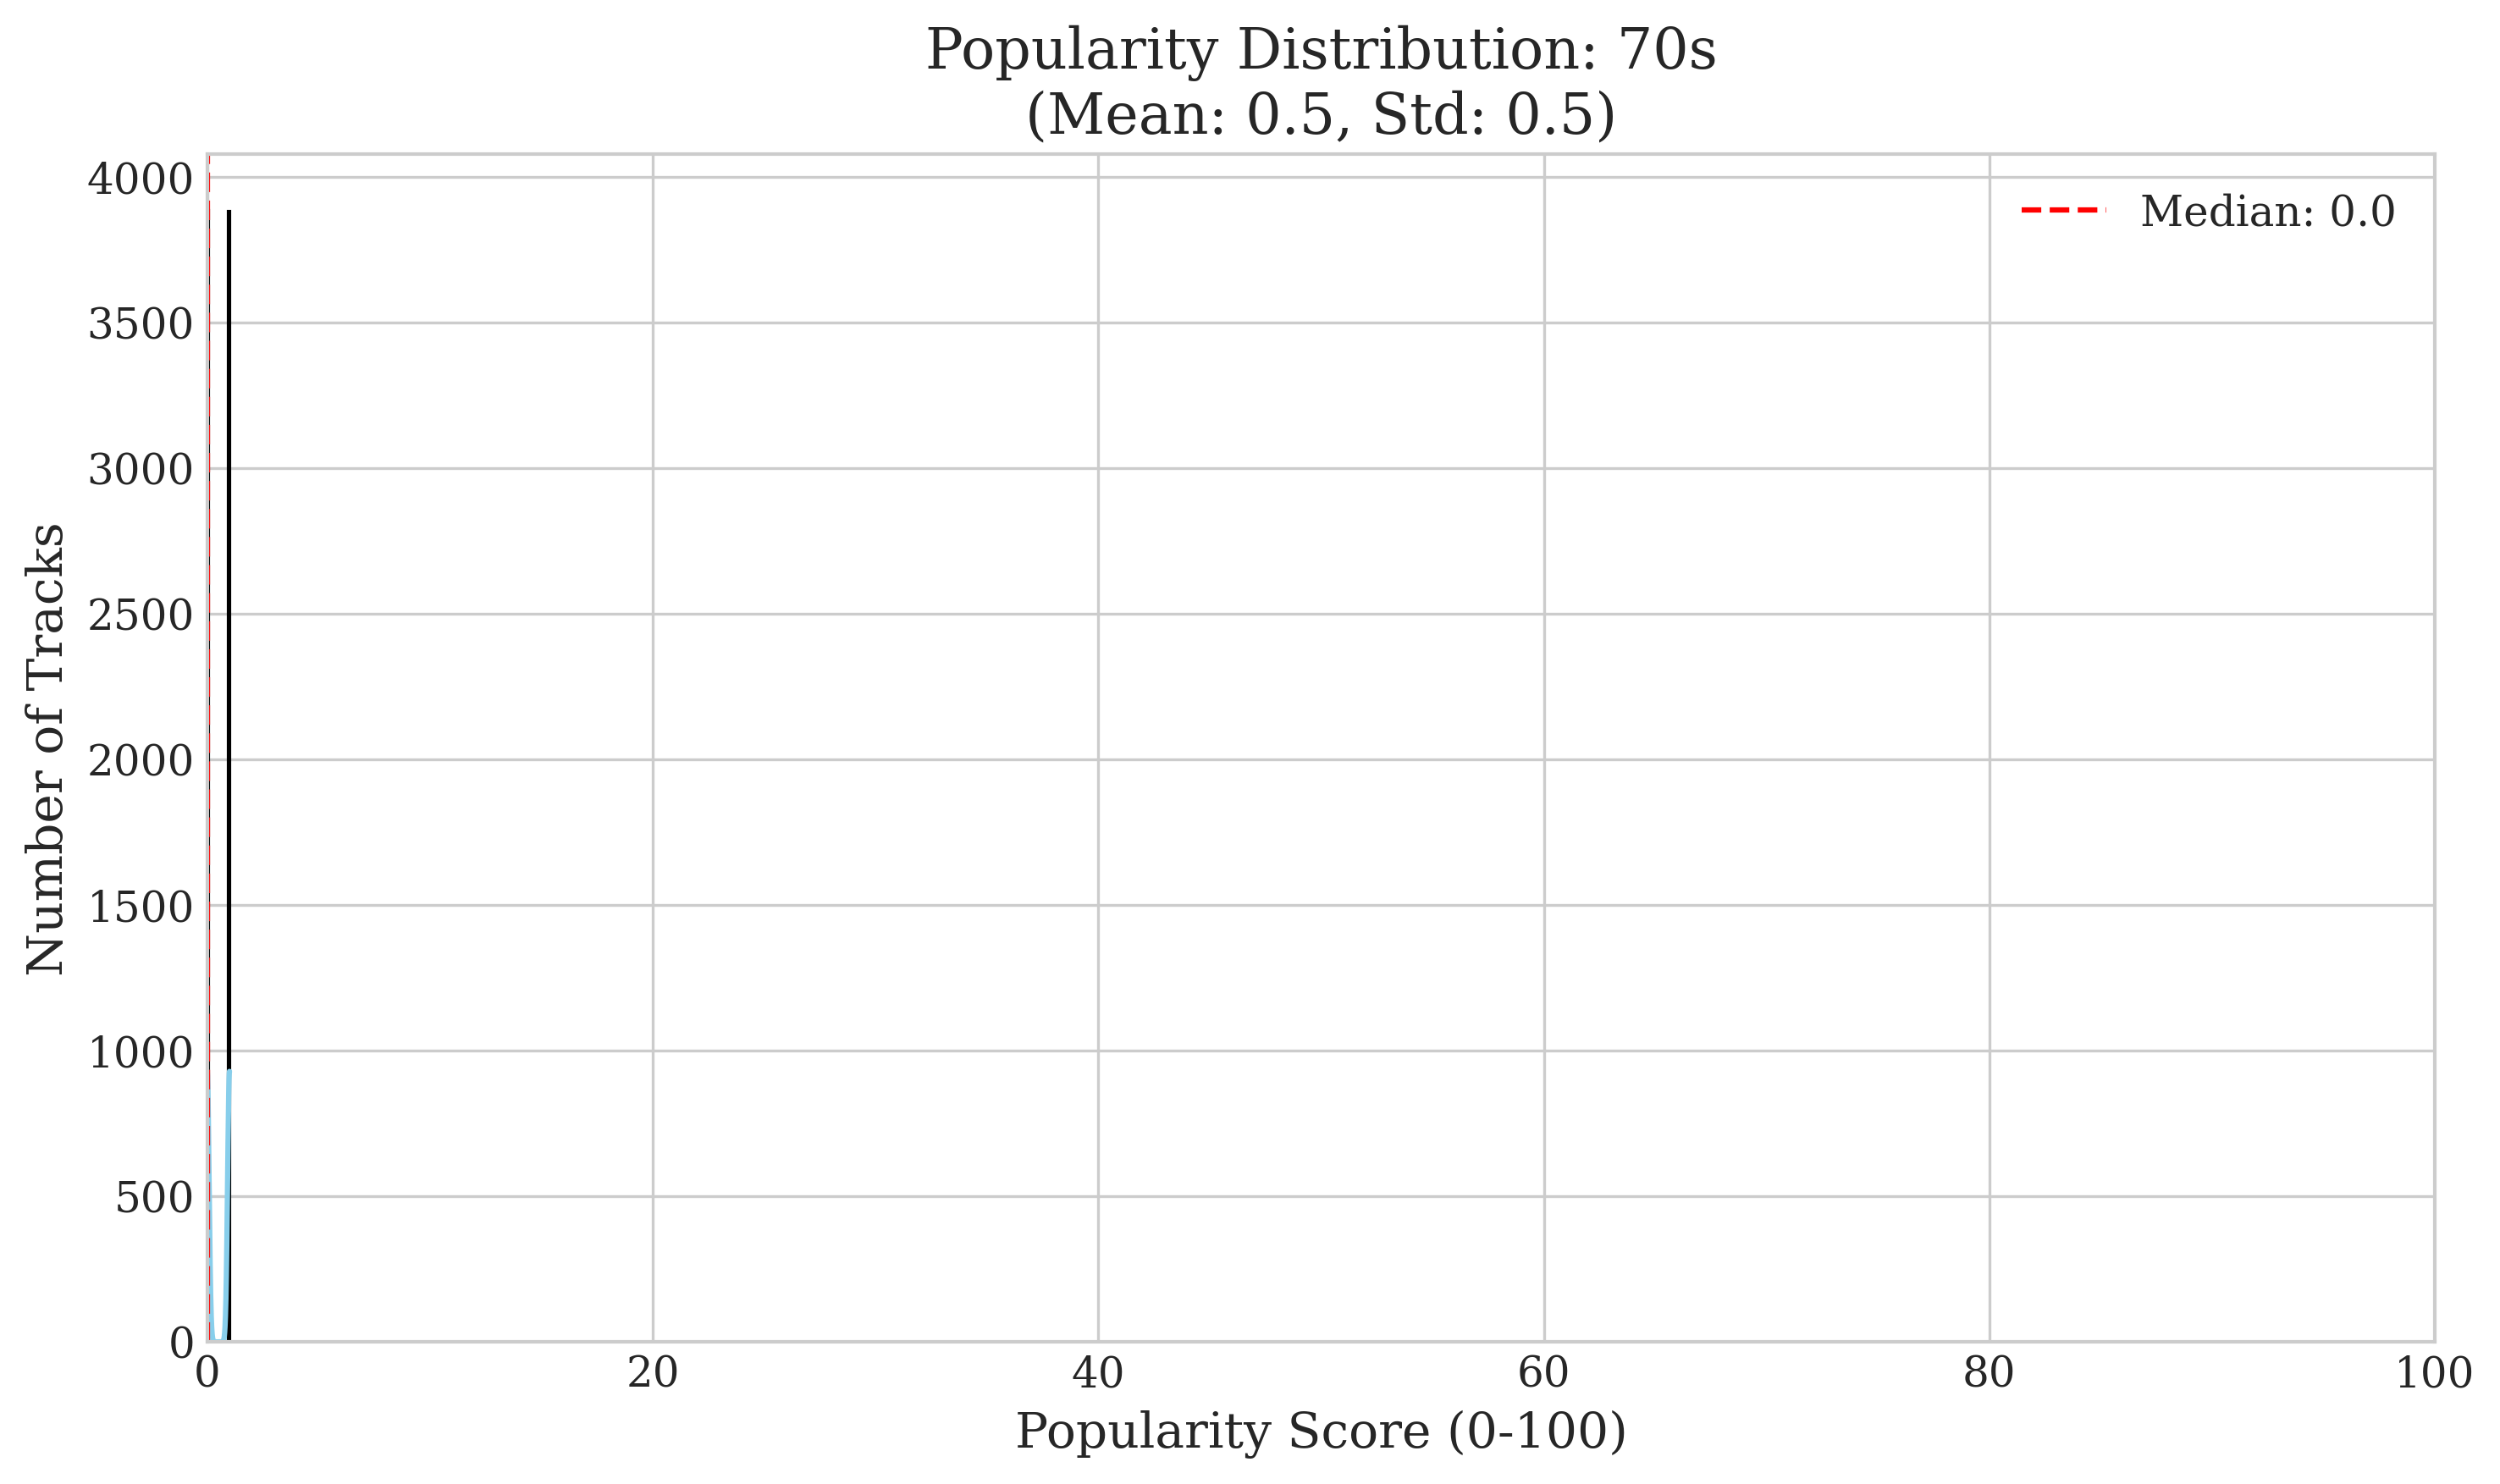 Popularity Distribution: 70s
(Mean: 0.5, Std: 0.5)
Median: 0.0
Number of Tracks
4000
3500
3000
2500
2000
1500
1000
500
0
0 20 40 60 80 100
Popularity Score (0-100)